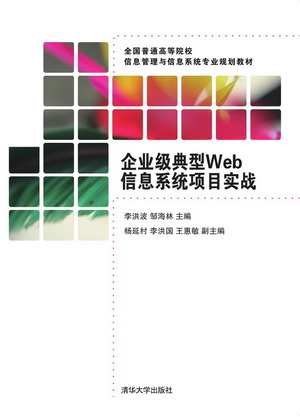 全国普通高等院校
信息管理与信息系统专业规划教材
企业级典型Web
信息系统项目实战
李洪波 邹海林 主编
杨延村 李洪国 王惠敏 副主编
清华大学出版社